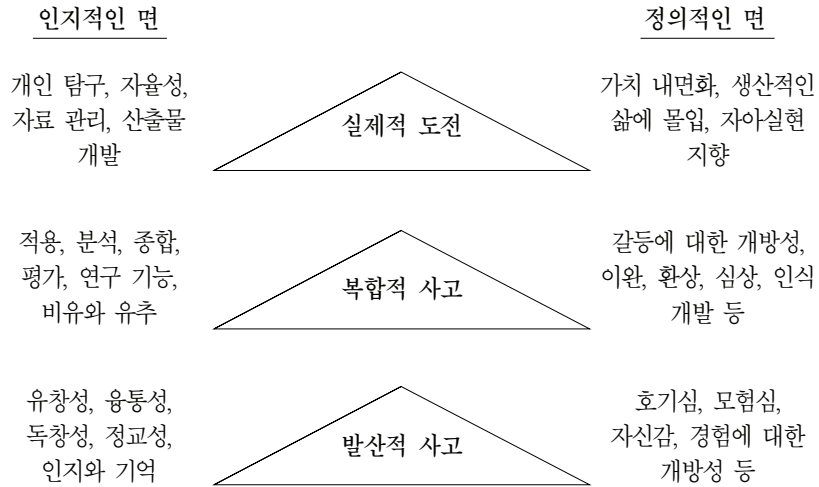 인지적인 면
정의적인 면
개인 탐구, 자율성,
자료 관리, 산출물
개발
실제적 도전
가치 내면화, 생산적인
삶에 몰입, 자아실현
지향
적용, 분석, 종합,
평가, 연구 기능,
비유와 유추
복합적 사고
갈등에 대한 개방성,
이완, 환상, 심상, 인식
개발 등
유창성, 융통성,
독창성, 정교성,
인지와 기억
발산적 사고
호기심, 모험심,
자신감, 경험에 대한
개방성 등